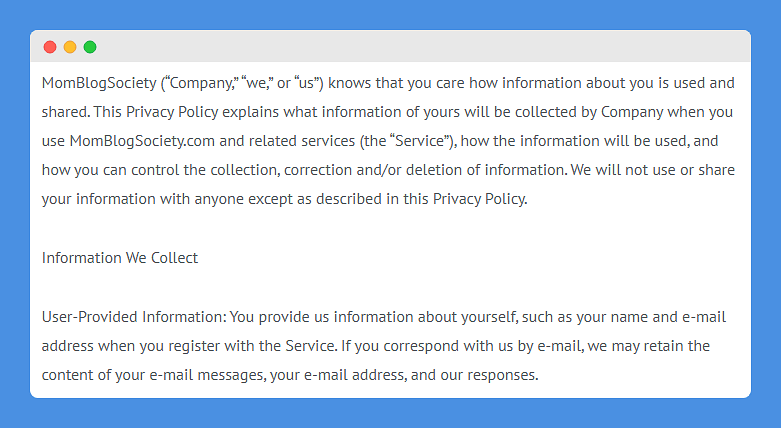 MomBlogSociety (“Company,” “we,” or “us”) knows that you care how information about you is used and
shared. This Privacy Policy explains what information of yours will be collected by Company when you
use MomBlogSociety.com and related services (the “Service”), how the information will be used, and
how you can control the collection, correction and/or deletion of information. We will not use or share
your information with anyone except as described in this Privacy Policy.
Information We Collect
User-Provided Information: You provide us information about yourself, such as your name and e-mail
address when you register with the Service. If you correspond with us by e-mail, we may retain the
content of your e-mail messages, your e-mail address, and our responses.